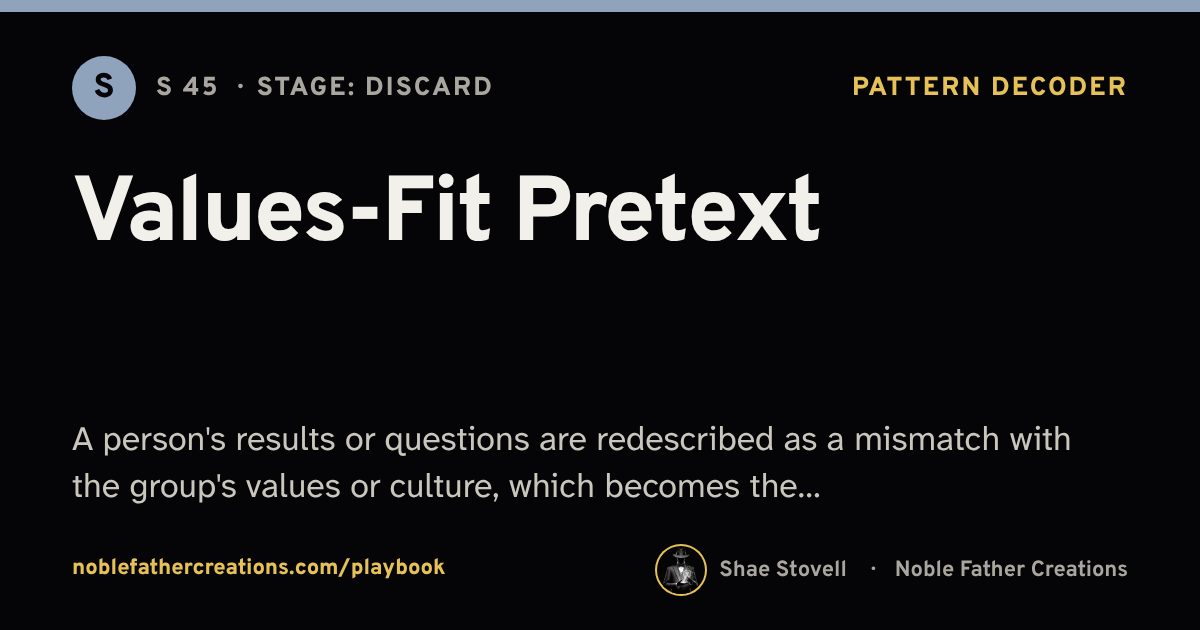 S
S 45 · STAGE: DISCARD
PATTERN DECODER
Values-Fit Pretext
A person's results or questions are redescribed as a mismatch with
the group's values or culture, which becomes the...
noblefathercreations.com/playbook
Shae Stovell · Noble Father Creations